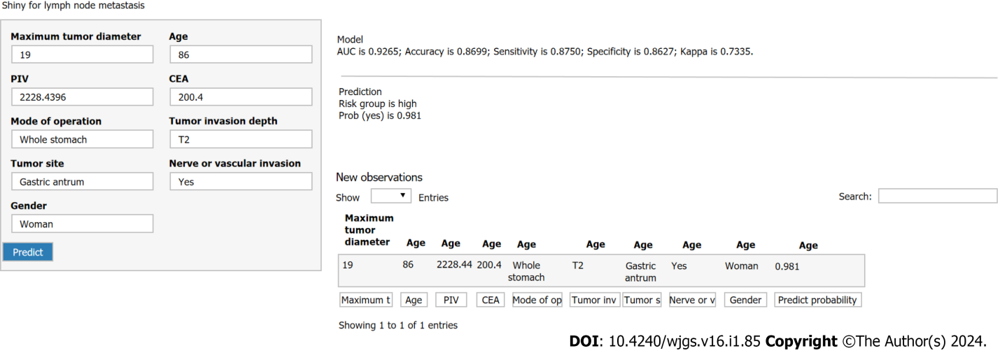 Shiny for lymph node metastasis
Maximum tumor diameter Age
19 86
PIV CEA
2228.4396 200.4
Mode of operation Tumor invasion depth
Whole stomach T2
Tumor site Nerve or vascular invasion
Gastric antrum Yes
Gender
Woman
Predict
Model
AUC is 0.9265; Accuracy is 0.8699; Sensitivity is 0.8750; Specificity is 0.8627; Kappa is 0.7335.
Prediction
Risk group is high
Prob (yes) is 0.981
New observations
Show Entries Search:
Maximum
tumor
diameter Age Age Age Age Age Age Age Age Age
19 86 2228.44 200.4 Whole T2 Gastric Yes Woman 0.981
stomach antrum
Maximum t Age PIV CEA Mode of op Tumor inv Tumor s Nerve or v Gender Predict probability
Showing 1 to 1 of 1 entries
DOI: 10.4240/wjgs.v16.i1.85 Copyright ©The Author(s) 2024.